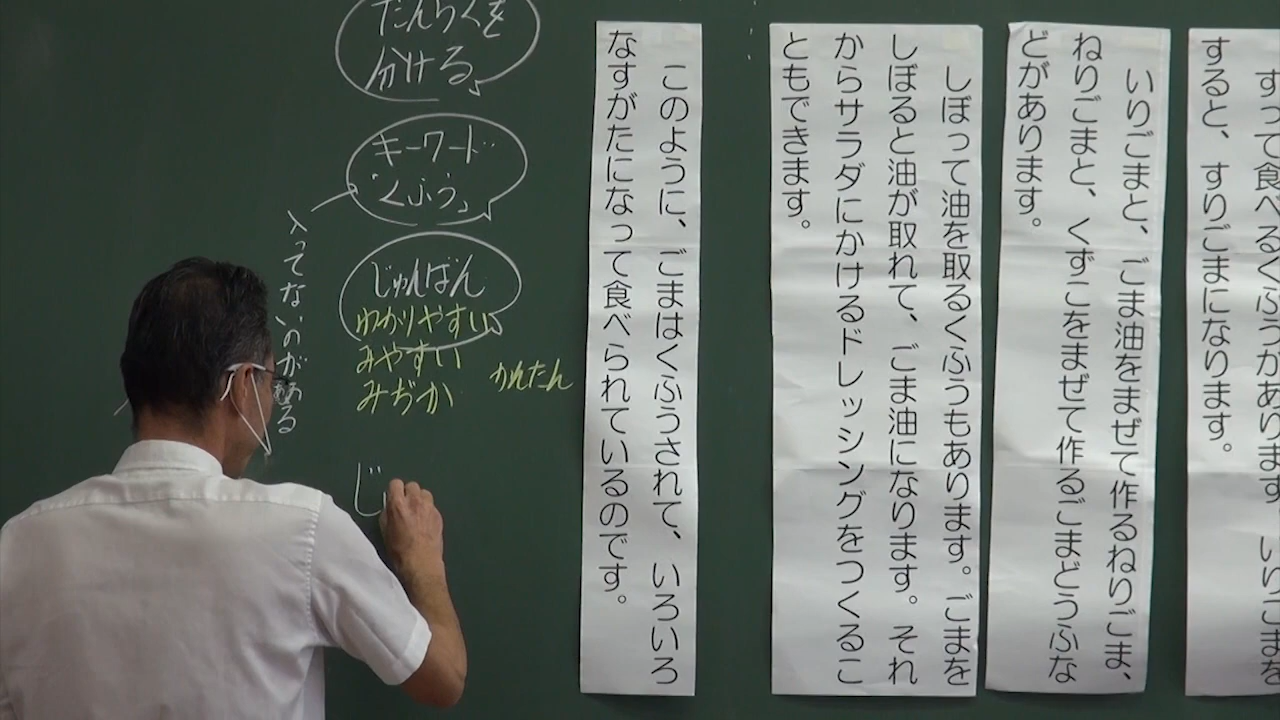 すって食べるくふうがあります。いりごまを
すると、すりごまになります。
いりごまと、ごま油をまぜて作るねりごま、
ねりごまと、くずこをまぜて作るごまどうふな
どがあります。
しぼって油を取るくふうもあります。ごまを
しぼると油が取れて、ごま油になります。それ
からサラダにかけるドレッシングをつくるこ
ともできます。
このように、ごまはくふうされて、いろいろ
なすがたになって食べられているのです。
だんらくを
分ける
キーワード
「くふう」
入ってないのがある
じゅんばん
わかりやすい
みやすい
かんたん
みぢか
じ